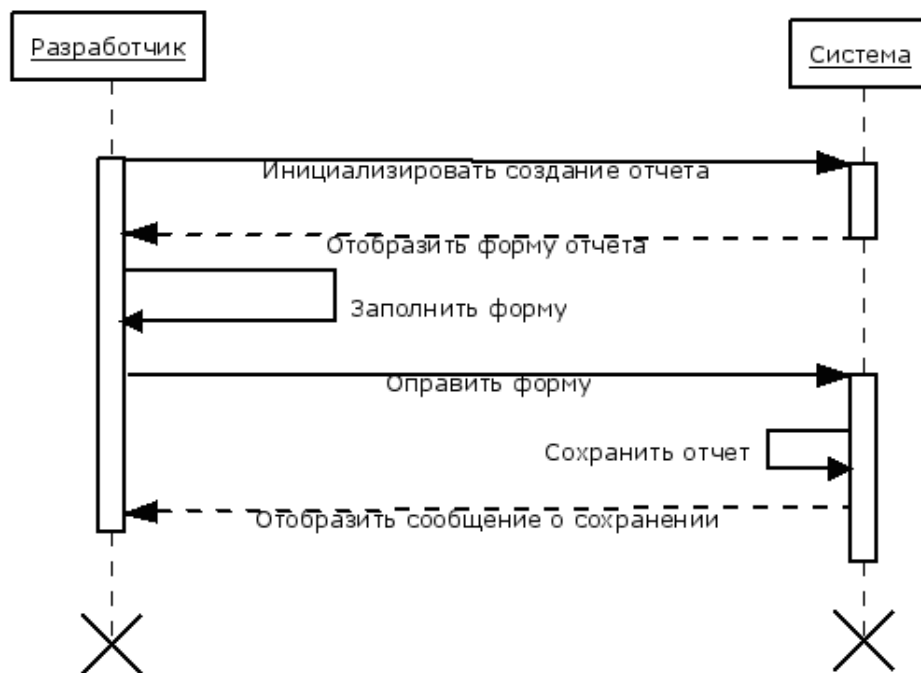 Разработчик
Система
Инициализировать создание отчета
Отобразить форму отчета
Заполнить форму
Оправить форму
Сохранить отчет
Отобразить сообщение о сохранении